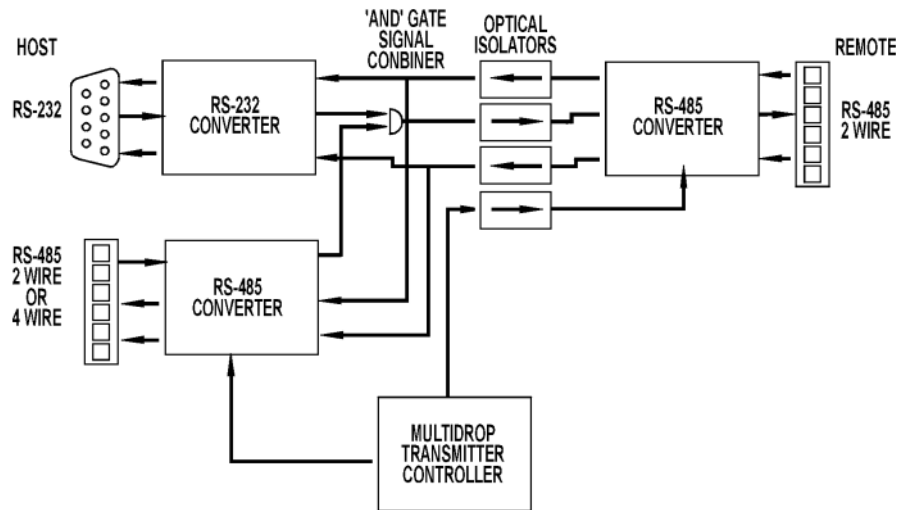 HOST
RS-232
RS-232
CONVERTER
'AND' GATE
SIGNAL
CONBINER
OPTICAL
ISOLATORS
RS-485
CONVERTER
REMOTE
RS-485
2 WIRE
RS-485
2 WIRE
OR
4 WIRE
RS-485
CONVERTER
MULTIDROP
TRANSMITTER
CONTROLLER